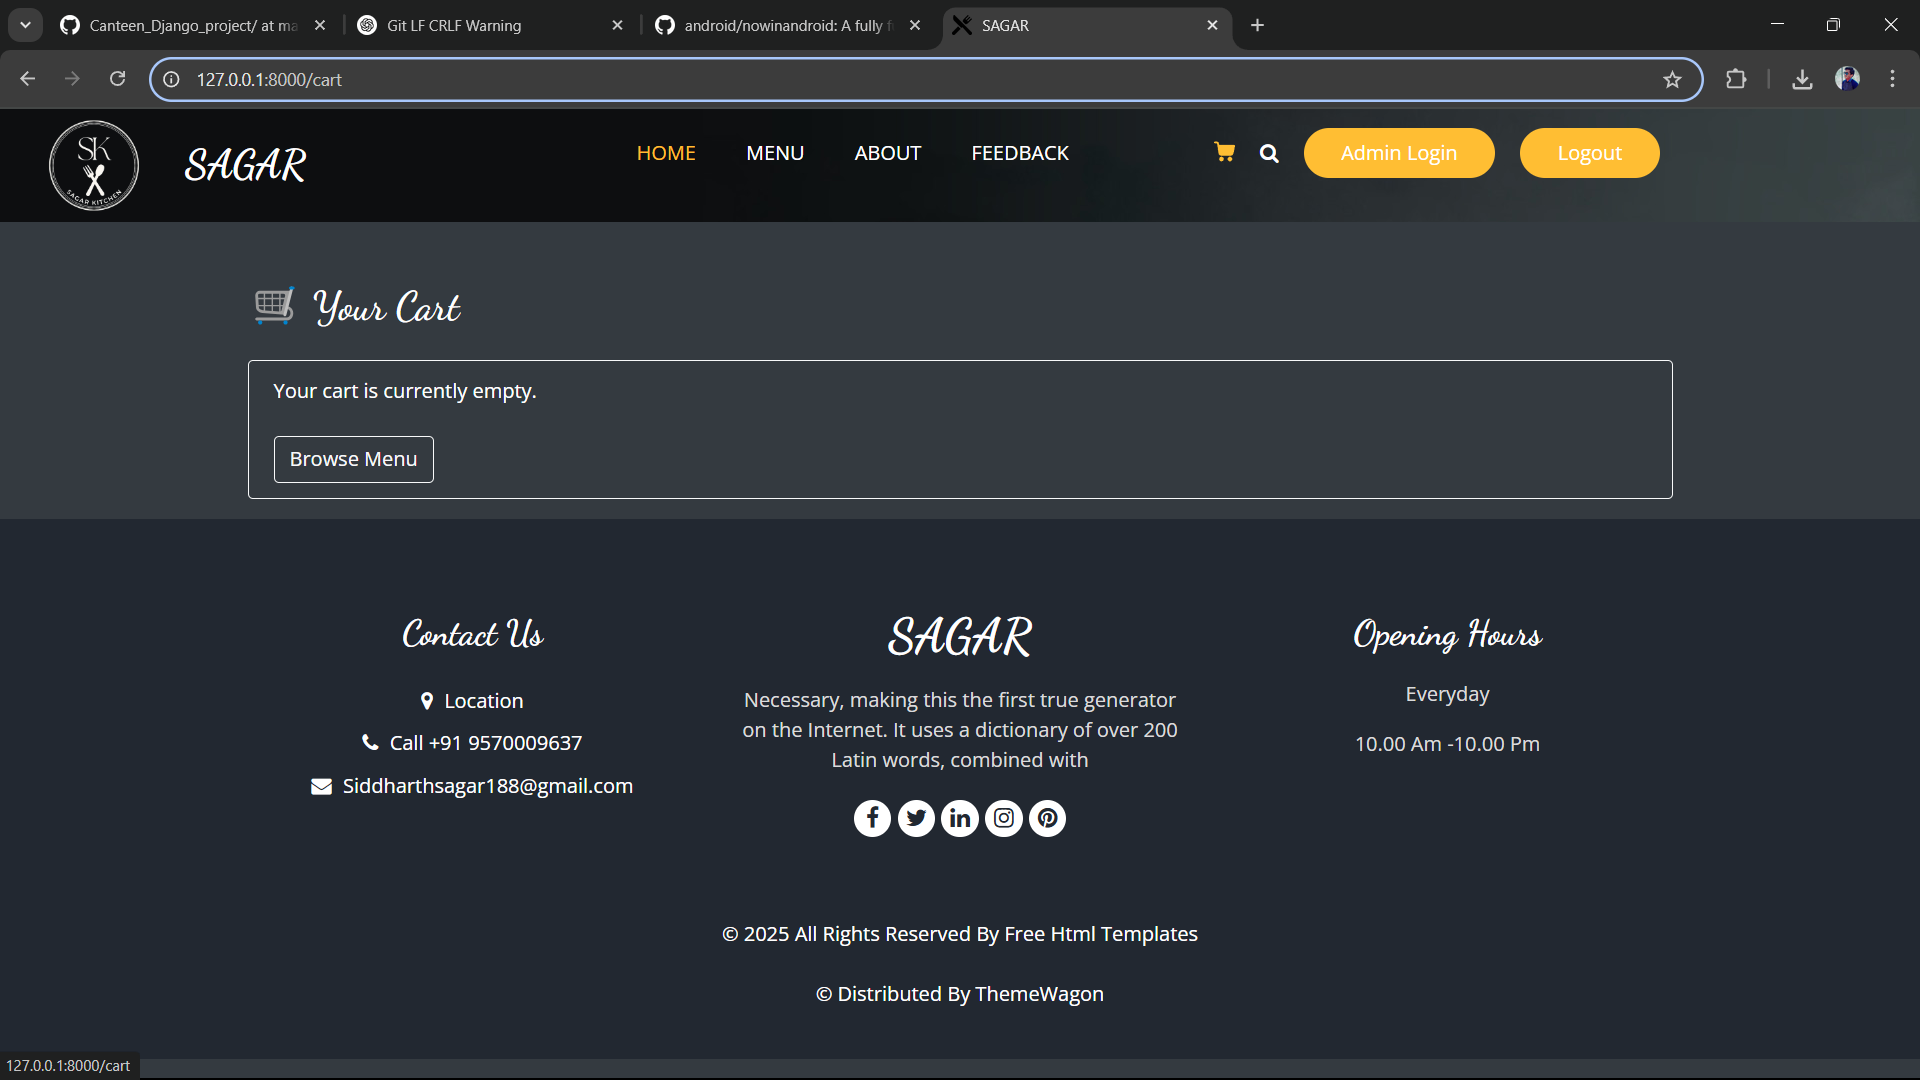 Canteen_Django_project/ at ma
Git LF CRLF Warning
android/nowinandroid: A fully f
SAGAR
127.0.0.1:8000/cart
SK
SAGAR KITCHEN
SAGAR
HOME
MENU
ABOUT
FEEDBACK
Admin Login
Logout
Your Cart
Your cart is currently empty.
Browse Menu
Contact Us
Location
Call +91 9570009637
Siddharthsagar188@gmail.com
SAGAR
Necessary, making this the first true generator
on the Internet. It uses a dictionary of over 200
Latin words, combined with
Opening Hours
Everyday
10.00 Am -10.00 Pm
© 2025 All Rights Reserved By Free Html Templates
© Distributed By ThemeWagon
127.0.0.1:8000/cart